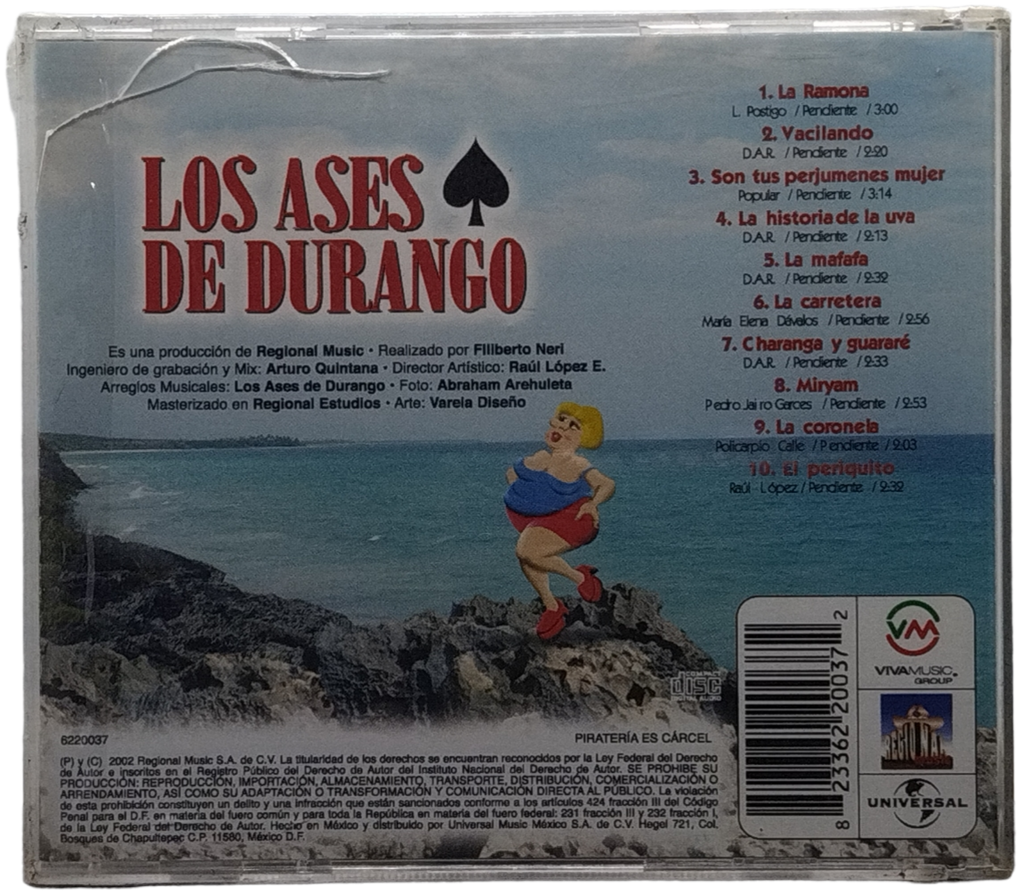 LOS ASES
DE DURANGO
Es una producción de Regional Music • Realizado por Filiberto Neri
Ingeniero de grabación y Mix: Arturo Quintana • Director Artístico: Raúl López E.
Arreglos Musicales: Los Ases de Durango • Foto: Abraham Arehuleta
Masterizado en Regional Estudios • Arte: Varela Diseño
1. La Ramona
L. Postigo / Pendiente / 3:00
2. Vacilando
D.A.R. / Pendiente / 2:20
3. Son tus perjumenes mujer
Popular / Pendiente / 3:14
4. La historia de la uva
D.A.R. / Pendiente / 2:13
5. La mafafa
D.A.R. / Pendiente / 2:32
6. La carretera
María Elena Dávalos / Pendiente / 2:56
7. Charanga y guararé
D.A.R. / Pendiente / 2:33
8. Miryam
Pedro Jairo Garces / Pendiente / 2:53
9. La coronela
Policarpio Calle / Pendiente / 2:03
10. El periquito
Raúl López / Pendiente / 2:32
COMPACT
disc
DIGITAL AUDIO
6220037
PIRATERÍA ES CÁRCEL
(P) y (C) 2002 Regional Music S.A. de C.V. La titularidad de los derechos se encuentran reconocidos por la Ley Federal del Derecho
de Autor e inscritos en el Registro Público del Derecho de Autor del Instituto Nacional del Derecho de Autor. SE PROHIBE SU
PRODUCCIÓN: REPRODUCCIÓN, IMPORTACIÓN, ALMACENAMIENTO, TRANSPORTE, DISTRIBUCIÓN, COMERCIALIZACIÓN O
ARRENDAMIENTO, ASÍ COMO SU ADAPTACIÓN O TRANSFORMACIÓN Y COMUNICACIÓN DIRECTA AL PÚBLICO. La violación
de esta prohibición constituyen un delito y una infracción que están sancionados conforme a los artículos 424 fracción III del Código
Penal para el D.F. en materia del fuero común y para toda la República en materia del fuero federal: 231 fracción III y 232 fracción I,
de la Ley Federal del Derecho de Autor. Hecho en México y distribuido por Universal Music México S.A. de C.V. Hegel 721, Col.
Bosques de Chapultepec C.P. 11580, México D.F.
8 23362 20037 2
VM
VIVAMUSIC
GROUP
REGIONAL
MUSIC
UNIVERSAL